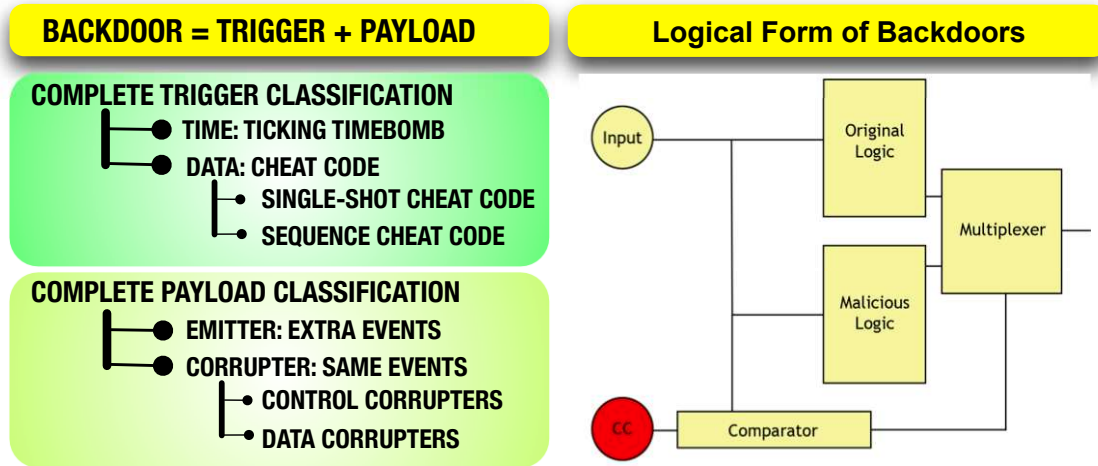 BACKDOOR = TRIGGER + PAYLOAD
COMPLETE TRIGGER CLASSIFICATION
TIME: TICKING TIMEBOMB
DATA: CHEAT CODE
SINGLE-SHOT CHEAT CODE
SEQUENCE CHEAT CODE
COMPLETE PAYLOAD CLASSIFICATION
EMITTER: EXTRA EVENTS
CORRUPTER: SAME EVENTS
CONTROL CORRUPTERS
DATA CORRUPTERS
Logical Form of Backdoors
Input
Original
Logic
Multiplexer
Malicious
Logic
CC
Comparator